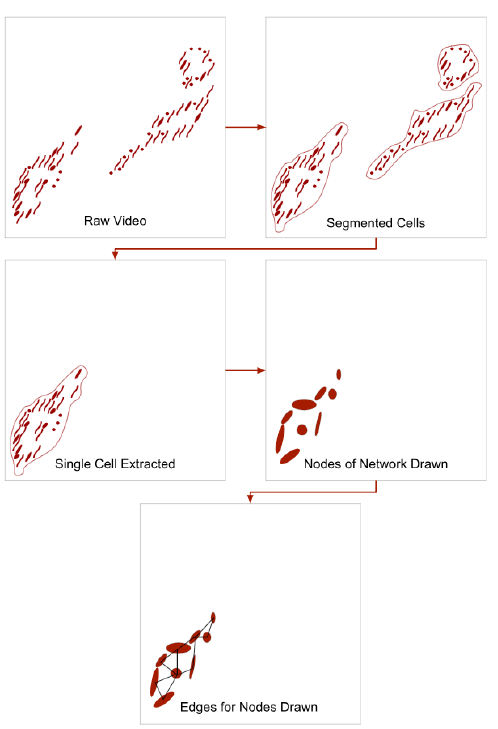 Raw Video
Segmented Cells
Single Cell Extracted
Nodes of Network Drawn
Edges for Nodes Drawn